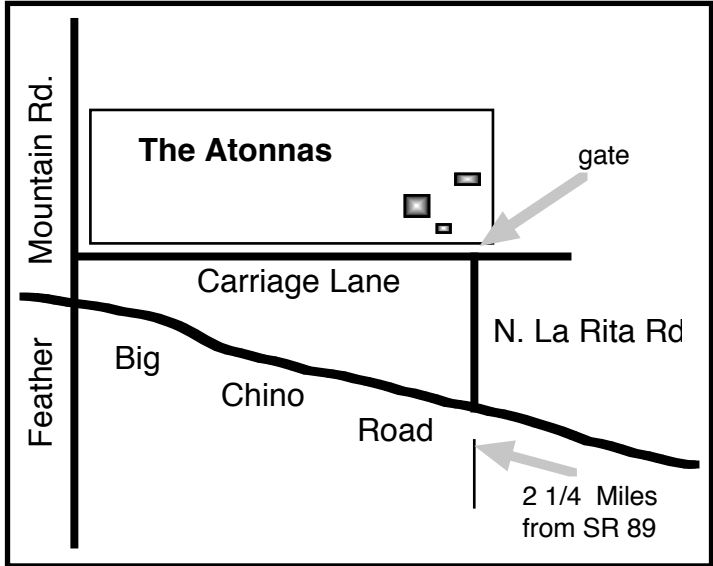 Feather Mountain Rd.
The Atonnas
gate
Carriage Lane
N. La Rita Rd
Big Chino Road
2 1/4 Miles
from SR 89